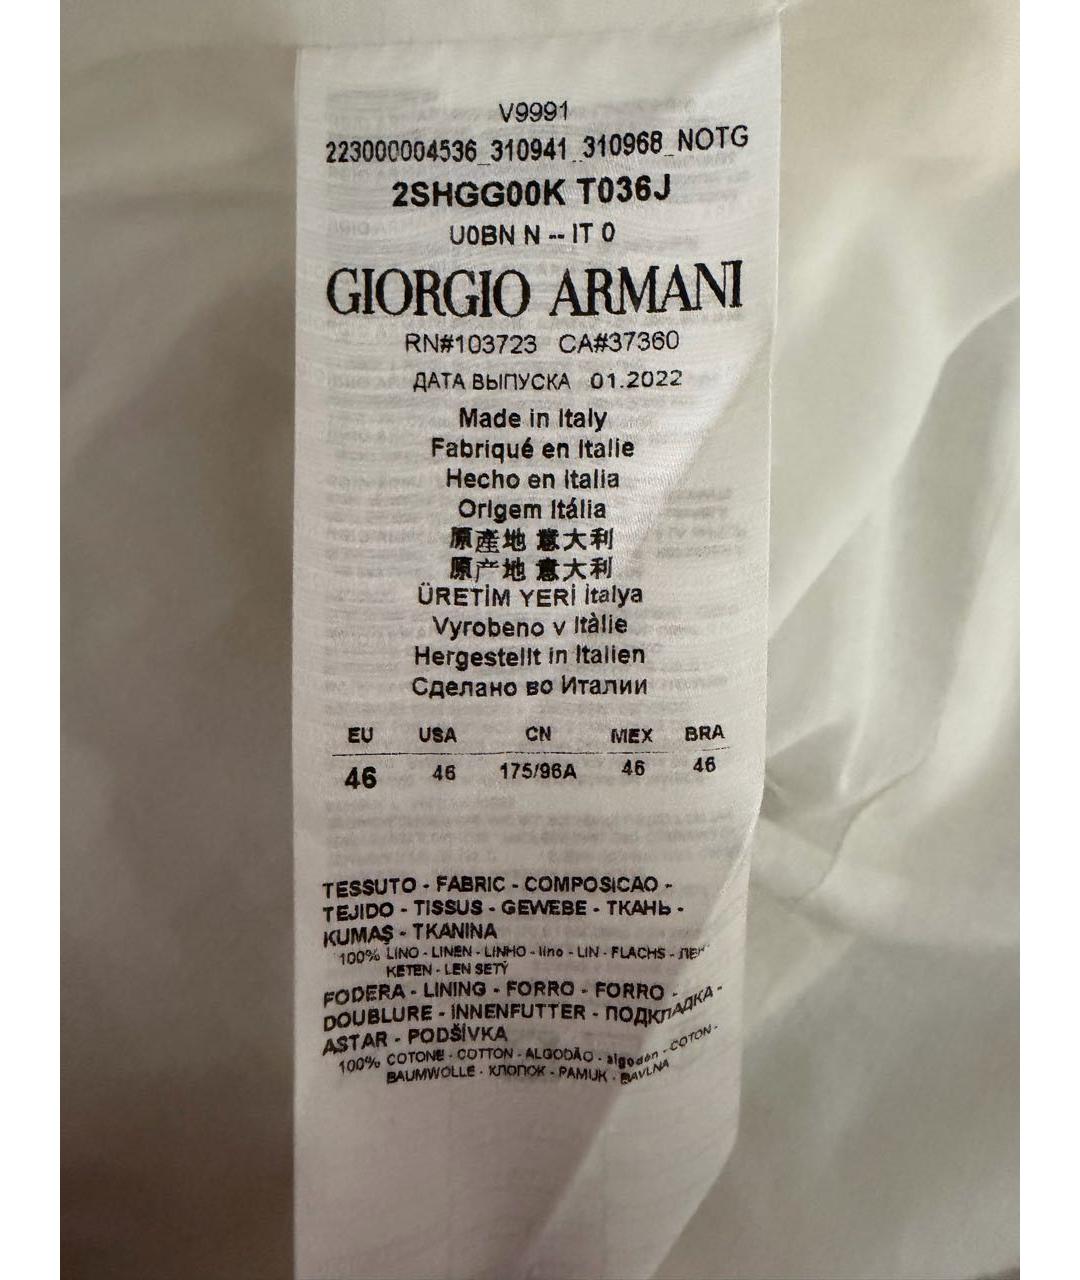 V9991
223000004536_310941_310968_NOTG
2SHGG00K T036J
U0BN N -- IT 0
GIORGIO ARMANI
RN#103723 CA#37360
ДАТА ВЫПУСКА 01.2022
Made in Italy
Fabriqué en Italie
Hecho en Italia
Origem Itália
原產地 意大利
原产地 意大利
ÜRETİM YERİ İtalya
Vyrobeno v Itàlie
Hergestellt in Italien
Сделано во Италии
EU USA CN MEX BRA
46 46 175/96A 46 46
TESSUTO - FABRIC - COMPOSICAO -
TEJIDO - TISSUS - GEWEBE - ТКАНЬ -
KUMAŞ - TKANINA
100% LINO - LINEN - LINHO - lino - LIN - FLACHS -
KETEN - LEN SETÝ
FODERA - LINING - FORRO - FORRO -
DOUBLURE - INNENFUTTER - ПОДКЛАДКА -
ASTAR - PODŠÍVKA
100% COTONE - COTTON - ALGODÃO - algodón - COTON -
BAUMWOLLE - ХЛОПОК - PAMUK - BAVLNA